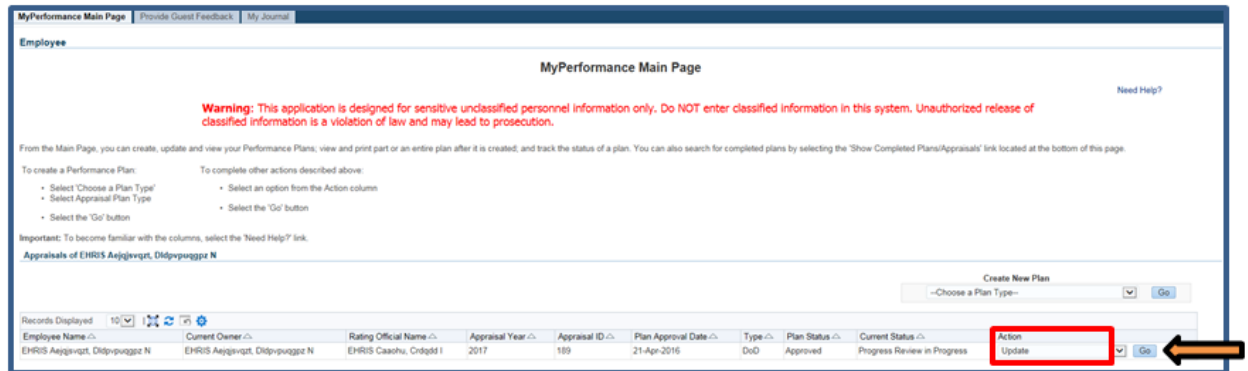 MyPerformance Main Page Provide Guest Feedback My Journal
Employee
MyPerformance Main Page
Need Help?
Warning: This application is designed for sensitive unclassified personnel information only. Do NOT enter classified information in this system. Unauthorized release of
classified information is a violation of law and may lead to prosecution.
From the Main Page, you can create, update and view your Performance Plans; view and print part or an entire plan after it is created; and track the status of a plan. You can also search for completed plans by selecting the 'Show Completed Plans/Appraisals' link located at the bottom of this page.
To create a Performance Plan: To complete other actions described above:
• Select 'Choose a Plan Type' • Select an option from the Action column
• Select Appraisal Plan Type
• Select the 'Go' button
• Select the 'Go' button
Important: To become familiar with the columns, select the 'Need Help?' link.
Appraisals of EHRIS Aejqjsvqzt, Dldpvpuqgpz N
Create New Plan
--Choose a Plan Type-- Go
Records Displayed 10
Employee Name Current Owner Rating Official Name Appraisal Year Appraisal ID Plan Approval Date Type Plan Status Current Status Action
EHRIS Aejqjsvqzt, Dldpvpuqgpz N EHRIS Aejqjsvqzt, Dldpvpuqgpz N EHRIS Caaohu, Crdqdd I 2017 189 21-Apr-2016 DoD Approved Progress Review in Progress Update Go